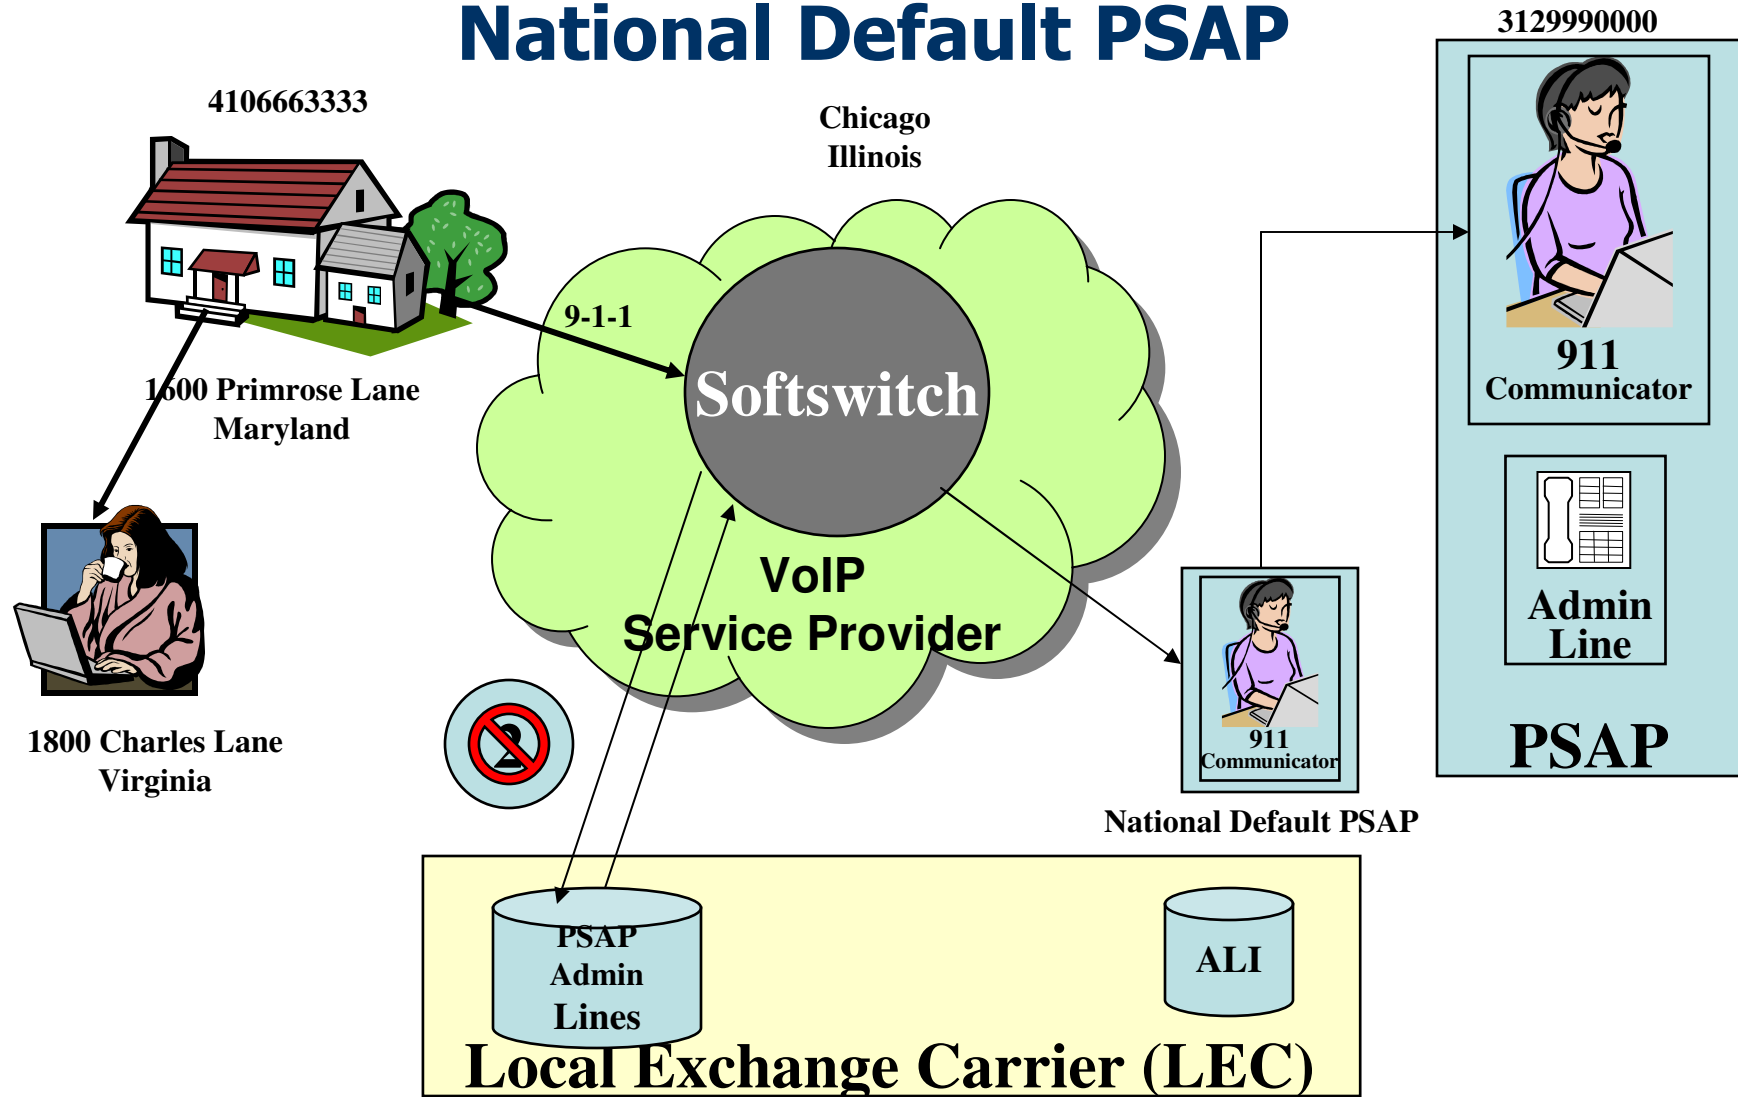 National Default PSAP
3129990000
4106663333
Chicago
Illinois
9-1-1
Softswitch
911
Communicator
1600 Primrose Lane
Maryland
VoIP
Service Provider
Admin
Line
PSAP
2
1800 Charles Lane
Virginia
911
Communicator
National Default PSAP
PSAP
Admin
Lines
ALI
Local Exchange Carrier (LEC)